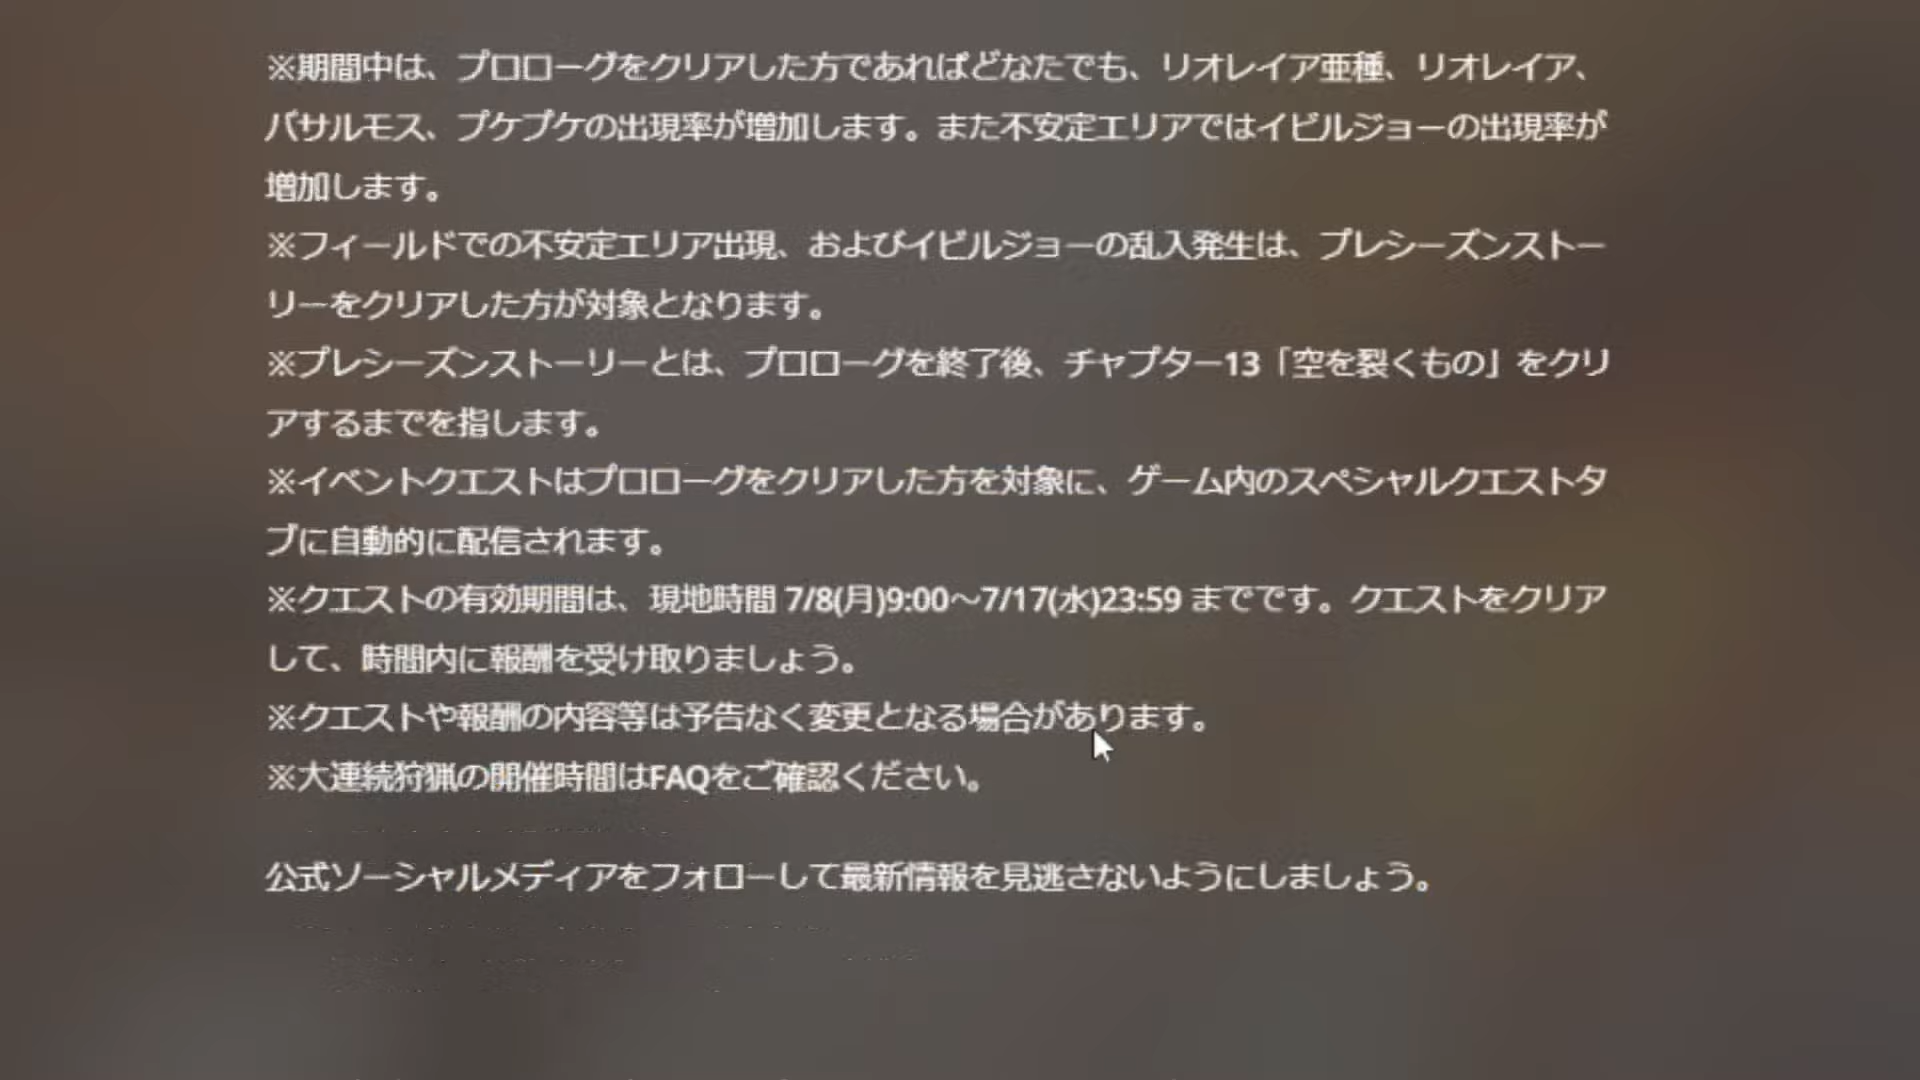 ※期間中は、プロローグをクリアした方であればどなたでも、リオレイア亜種、リオレイア、
バサルモス、プケプケの出現率が増加します。また不安定エリアではイビルジョーの出現率が
増加します。
※フィールドでの不安定エリア出現、およびイビルジョーの乱入発生は、プレシーズンストー
リーをクリアした方が対象となります。
※プレシーズンストーリーとは、プロローグを終了後、チャプター13「空を裂くもの」をクリ
アするまでを指します。
※イベントクエストはプロローグをクリアした方を対象に、ゲーム内のスペシャルクエストタ
ブに自動的に配信されます。
※クエストの有効期間は、現地時間 7/8(月)9:00～7/17(水)23:59 までです。クエストをクリア
して、時間内に報酬を受け取りましょう。
※クエストや報酬の内容等は予告なく変更となる場合があります。
※大連続狩猟の開催時間はFAQをご確認ください。
公式ソーシャルメディアをフォローして最新情報を見逃さないようにしましょう。